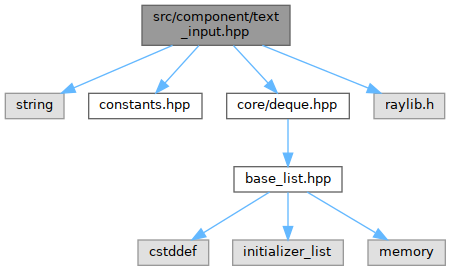 src/component/text
_input.hpp
string
constants.hpp
core/deque.hpp
raylib.h
base_list.hpp
cstddef
initializer_list
memory